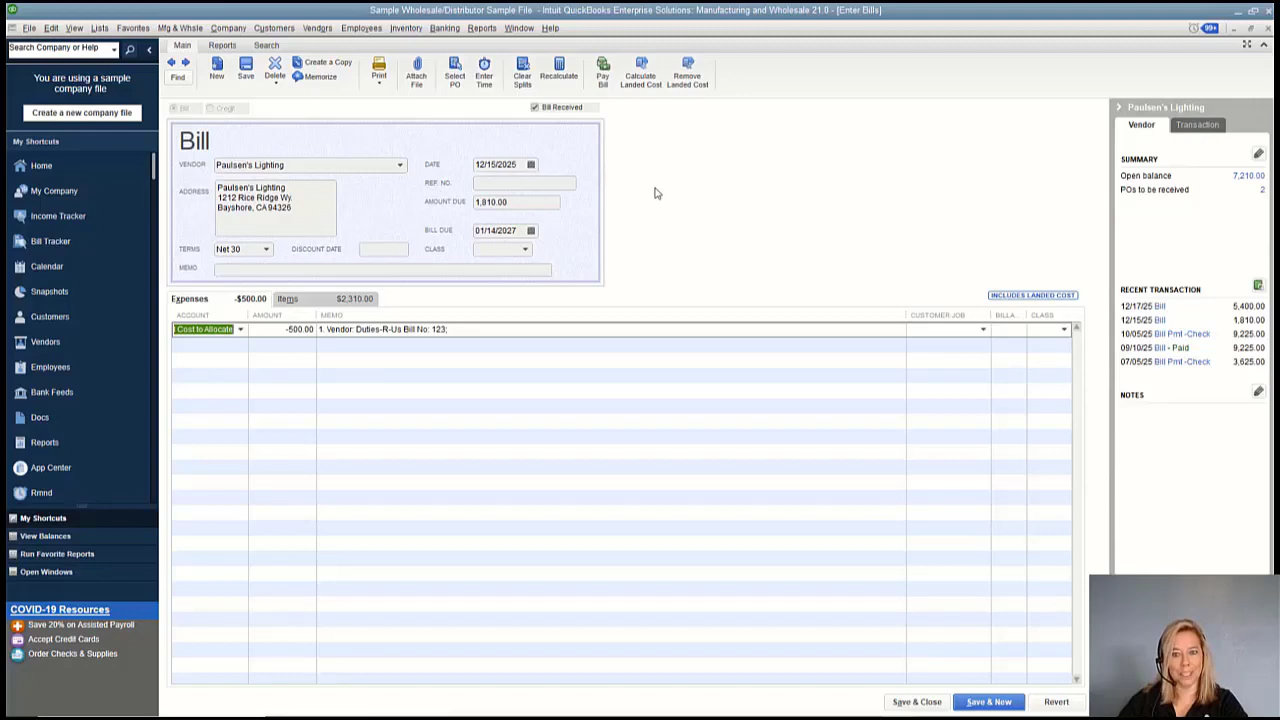 Sample Wholesale/Distributor Sample File - Intuit QuickBooks Enterprise Solutions: Manufacturing and Wholesale 21.0 - [Enter Bills]
File Edit View Lists Favorites Mfg & Whsle Company Customers Vendors Employees Inventory Banking Reports Window Help
99+
Search Company or Help
You are using a sample
company file
Create a new company file
My Shortcuts
Home
My Company
Income Tracker
Bill Tracker
Calendar
Snapshots
Customers
Vendors
Employees
Bank Feeds
Docs
Reports
App Center
Rmnd
My Shortcuts
View Balances
Run Favorite Reports
Open Windows
COVID-19 Resources
Save 20% on Assisted Payroll
Accept Credit Cards
Order Checks & Supplies
Main Reports Search
Find
New
Save
Delete
Create a Copy
Memorize
Print
Attach
File
Select
PO
Enter
Time
Clear
Splits
Recalculate
Pay
Bill
Calculate
Landed Cost
Remove
Landed Cost
Bill Credit
Bill Received
Bill
VENDOR Paulsen's Lighting
ADDRESS
Paulsen's Lighting
1212 Rice Ridge Wy.
Bayshore, CA 94326
TERMS Net 30 DISCOUNT DATE
MEMO
DATE 12/15/2025
REF. NO.
AMOUNT DUE 1,810.00
BILL DUE 01/14/2027
CLASS
Expenses -$500.00 Items $2,310.00
INCLUDES LANDED COST
ACCOUNT AMOUNT MEMO CUSTOMER:JOB BILLA... CLASS
Cost to Allocate -500.00 1. Vendor: Duties-R-Us Bill No: 123;
Save & Close Save & New Revert
Paulsen's Lighting
Vendor Transaction
SUMMARY
Open balance 7,210.00
POs to be received 2
RECENT TRANSACTION
12/17/25 Bill 5,400.00
12/15/25 Bill 1,810.00
10/05/25 Bill Pmt -Check 9,225.00
09/10/25 Bill - Paid 9,225.00
07/05/25 Bill Pmt -Check 3,625.00
NOTES